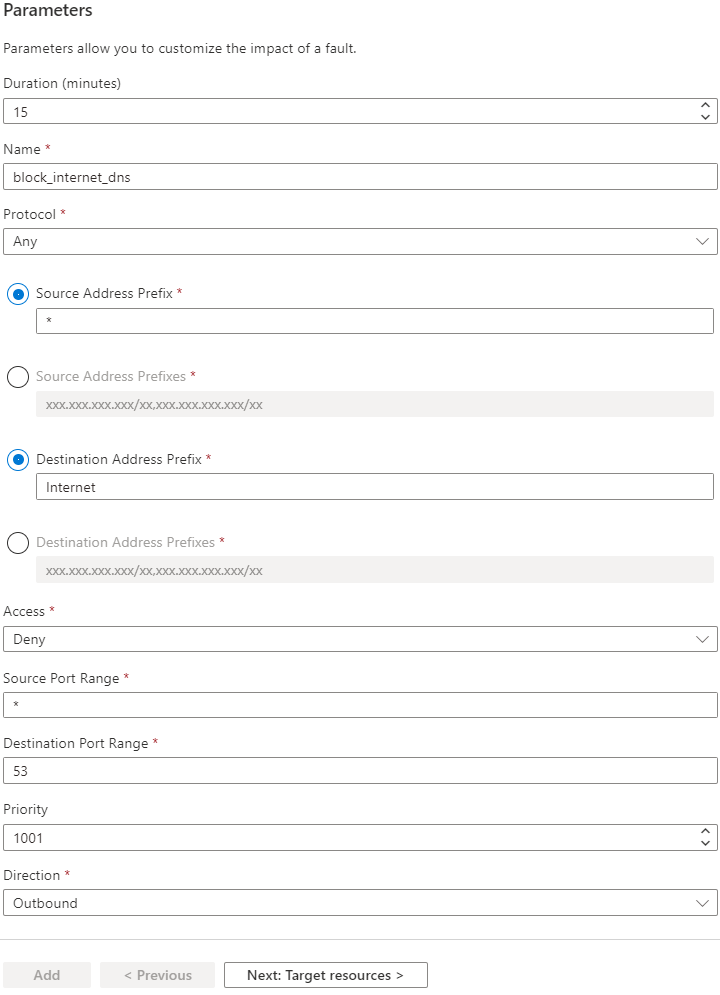 Parameters
Parameters allow you to customize the impact of a fault.
Duration (minutes)
15
Name *
block_internet_dns
Protocol *
Any
Source Address Prefix *
*
Source Address Prefixes *
xxx.xxx.xxx.xxx/xx,xxx.xxx.xxx.xxx/xx
Destination Address Prefix *
Internet
Destination Address Prefixes *
xxx.xxx.xxx.xxx/xx,xxx.xxx.xxx.xxx/xx
Access *
Deny
Source Port Range *
*
Destination Port Range *
53
Priority
1001
Direction *
Outbound
Add < Previous Next: Target resources >